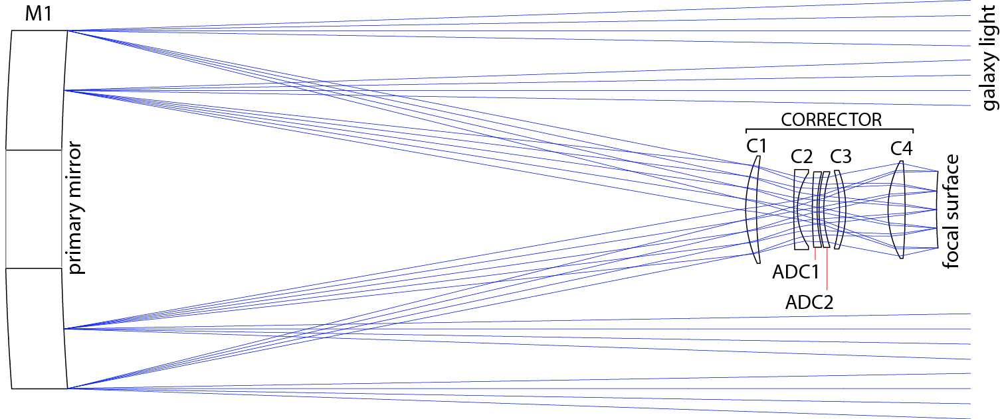 M1
galaxy light
CORRECTOR
C1
C2
C3
C4
primary mirror
focal surface
ADC1
ADC2